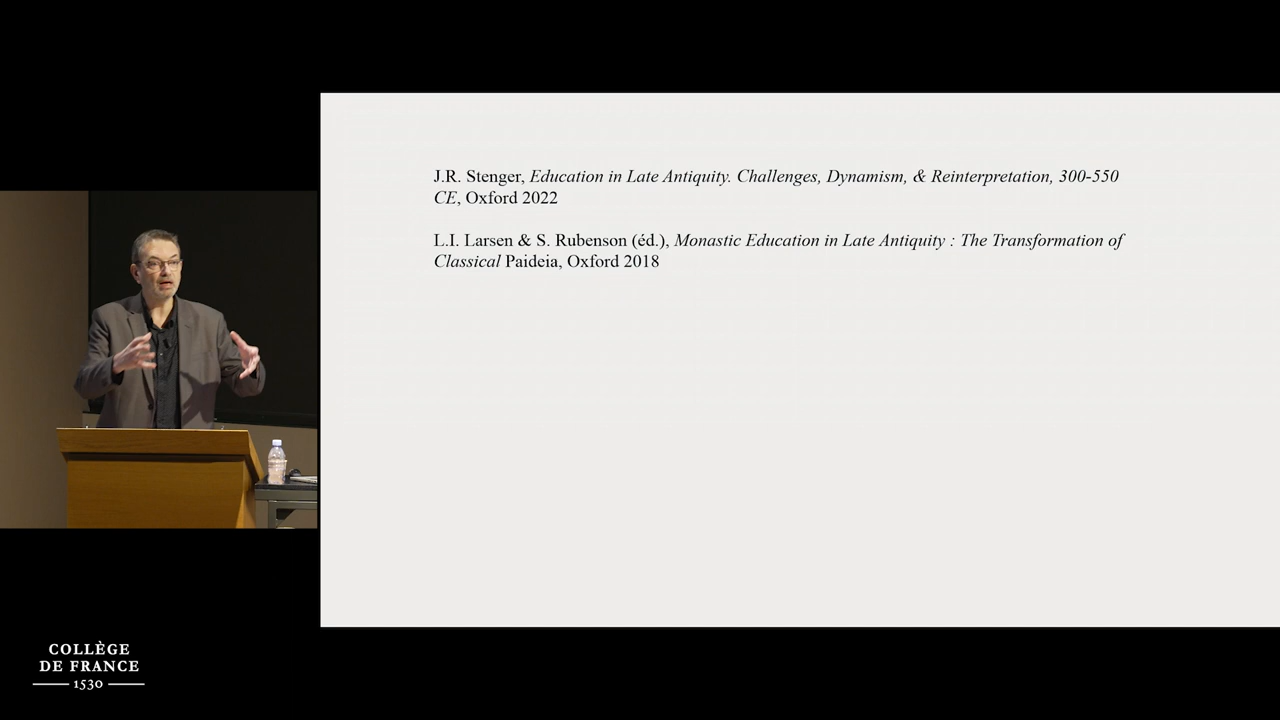 J.R. Stenger, Education in Late Antiquity. Challenges, Dynamism, & Reinterpretation, 300-550
CE, Oxford 2022
L.I. Larsen & S. Rubenson (éd.), Monastic Education in Late Antiquity : The Transformation of
Classical Paideia, Oxford 2018
COLLÈGE
DE FRANCE
1530